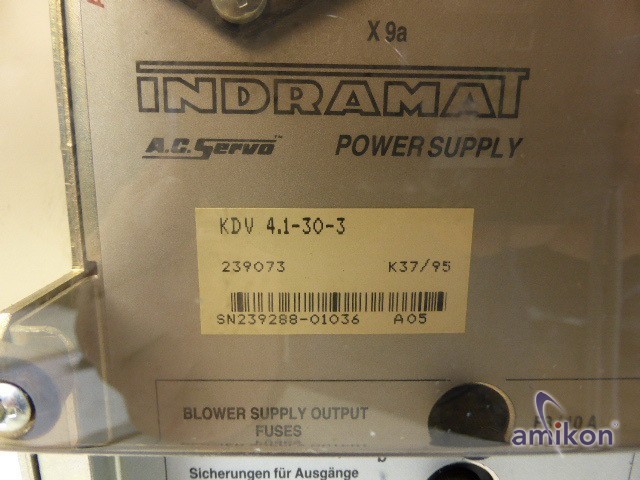 X 9a
INDRAMAT
A.C. Servo™
POWER SUPPLY
KDV 4.1-30-3
239073 K37/95
SN239288-01036 A05
BLOWER SUPPLY OUTPUT
FUSES
amikon®
Sicherungen für Ausgänge